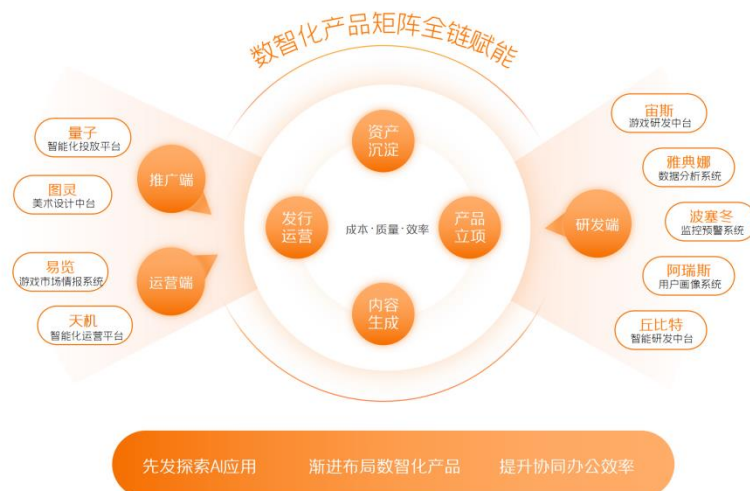 数智化产品矩阵全链赋能
量子
智能化投放平台
图灵
美术设计中台
推广端
易览
游戏市场情报系统
天机
智能化运营平台
运营端
资产
沉淀
发行
运营
成本·质量·效率
产品
立项
内容
生成
研发端
宙斯
游戏研发中台
雅典娜
数据分析系统
波塞冬
监控预警系统
阿瑞斯
用户画像系统
丘比特
智能研发中台
先发探索AI应用
渐进布局数智化产品
提升协同办公效率